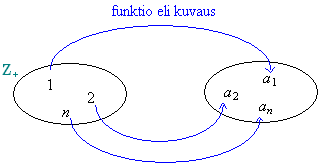 funktio eli kuvaus
Z₊
1
2
n
a₁
a₂
aₙ